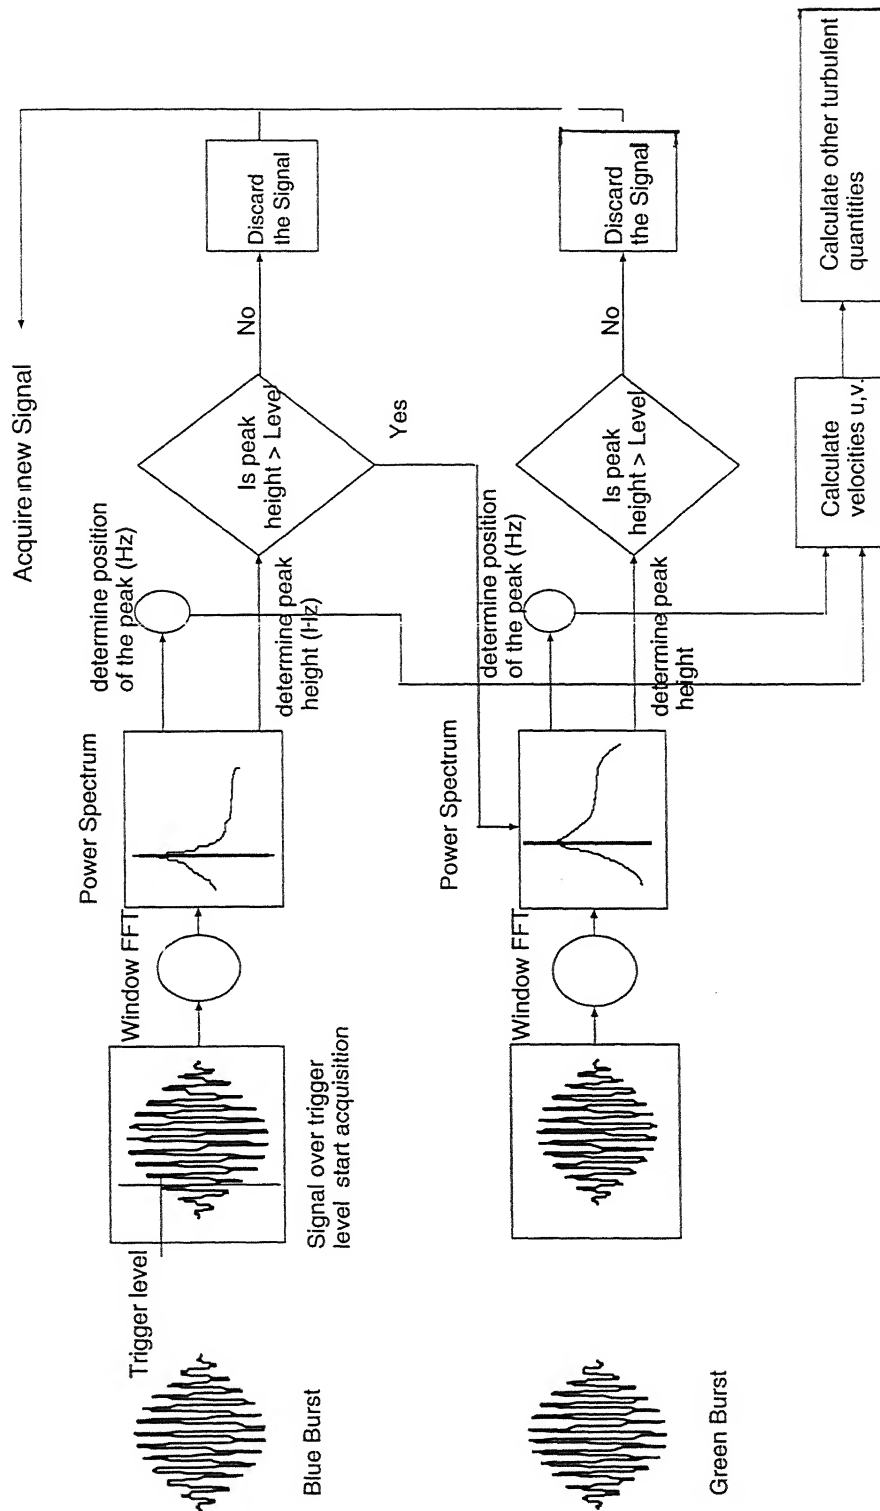 Acquire new Signal
Blue Burst
Trigger level
Signal over trigger
level start acquisition
Window FFT
Power Spectrum
determine position
of the peak (Hz)
determine peak
height (Hz)
Is peak
height > Level
No
Yes
Discard
the Signal
Green Burst
Window FFT
Power Spectrum
determine position
of the peak (Hz)
determine peak
height
Is peak
height > Level
No
Discard
the Signal
Calculate
velocities u,v.
Calculate other turbulent
quantities